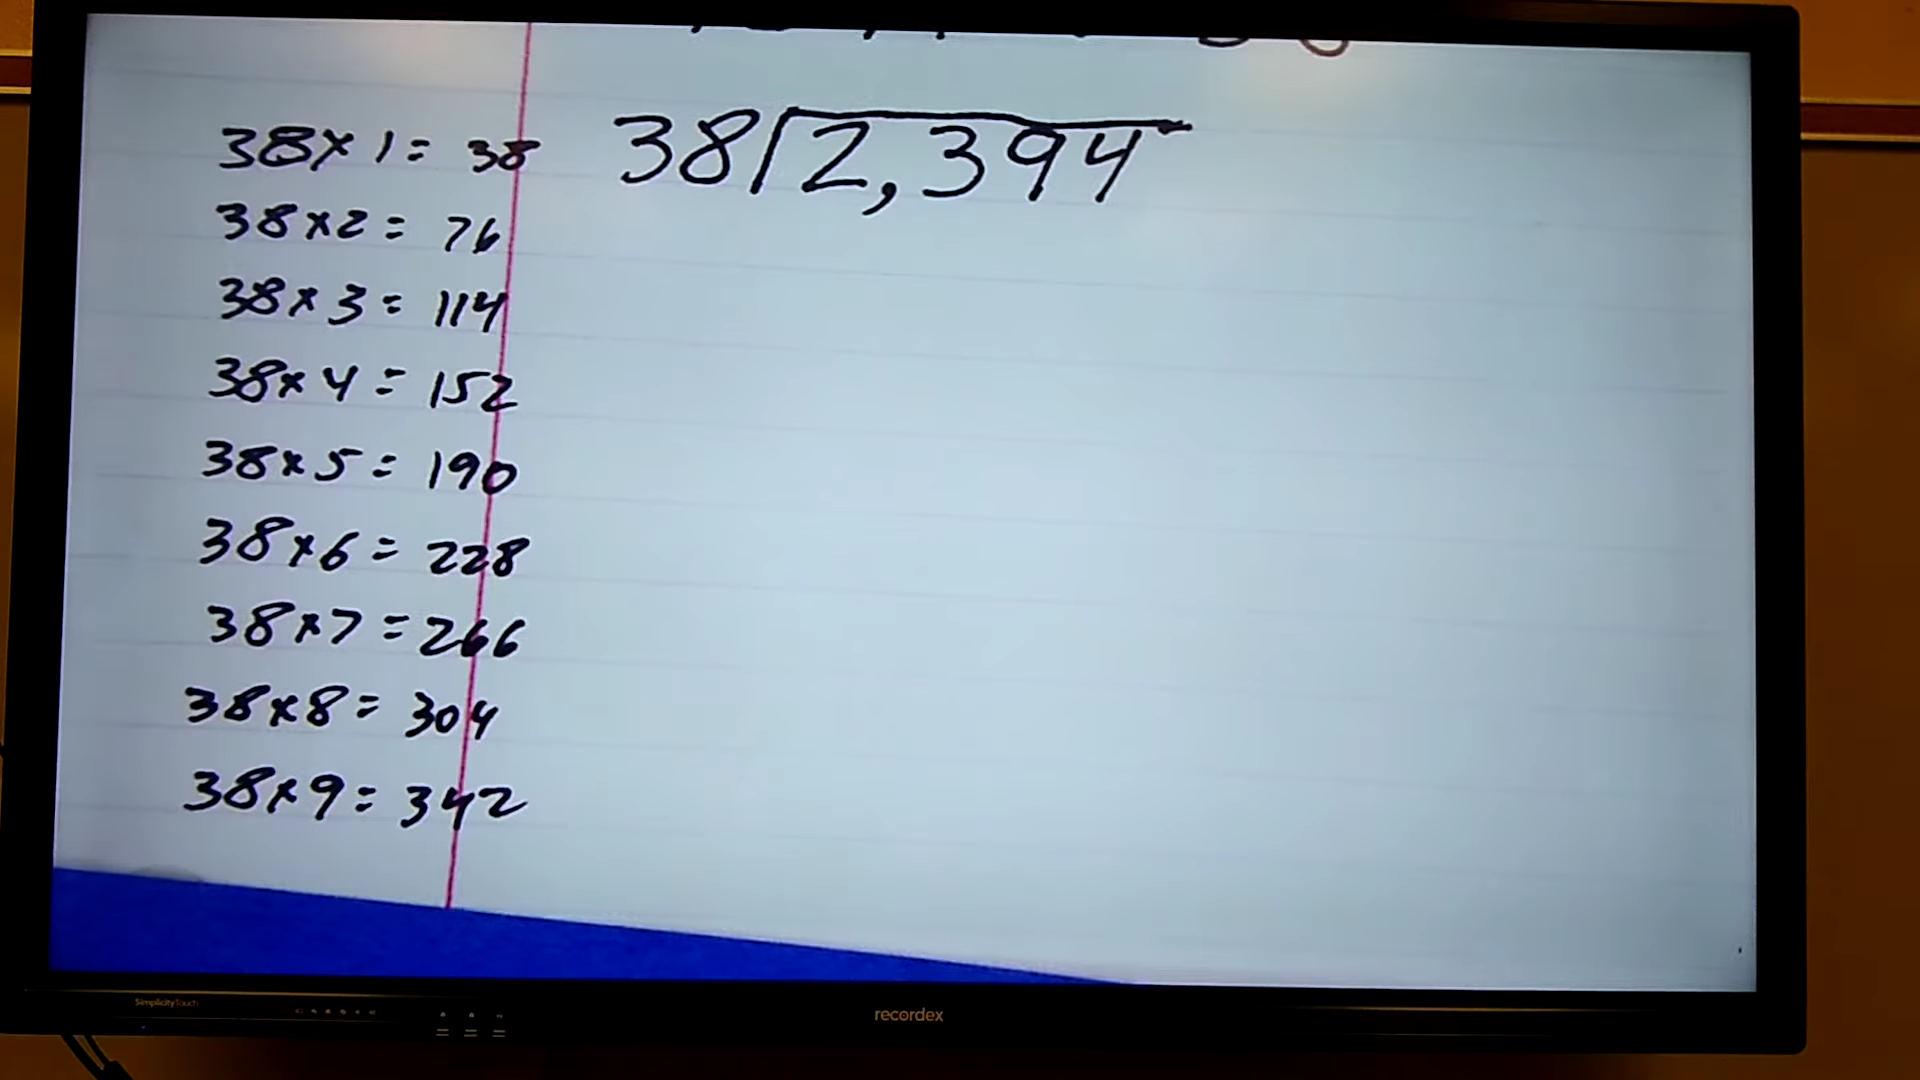 38 x 1 = 38
38 x 2 = 76
38 x 3 = 114
38 x 4 = 152
38 x 5 = 190
38 x 6 = 228
38 x 7 = 266
38 x 8 = 304
38 x 9 = 342
38⟌2,394
SimplicityTouch
recordex